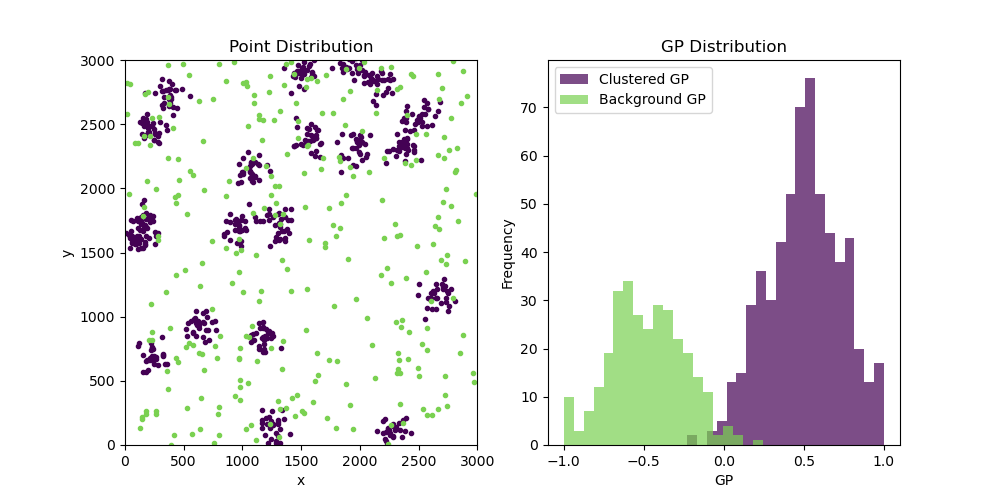 Point Distribution
3000
2500
2000
1500
1000
500
0
y
0 500 1000 1500 2000 2500 3000
x
GP Distribution
Clustered GP
Background GP
70
60
50
40
30
20
10
0
Frequency
−1.0 −0.5 0.0 0.5 1.0
GP